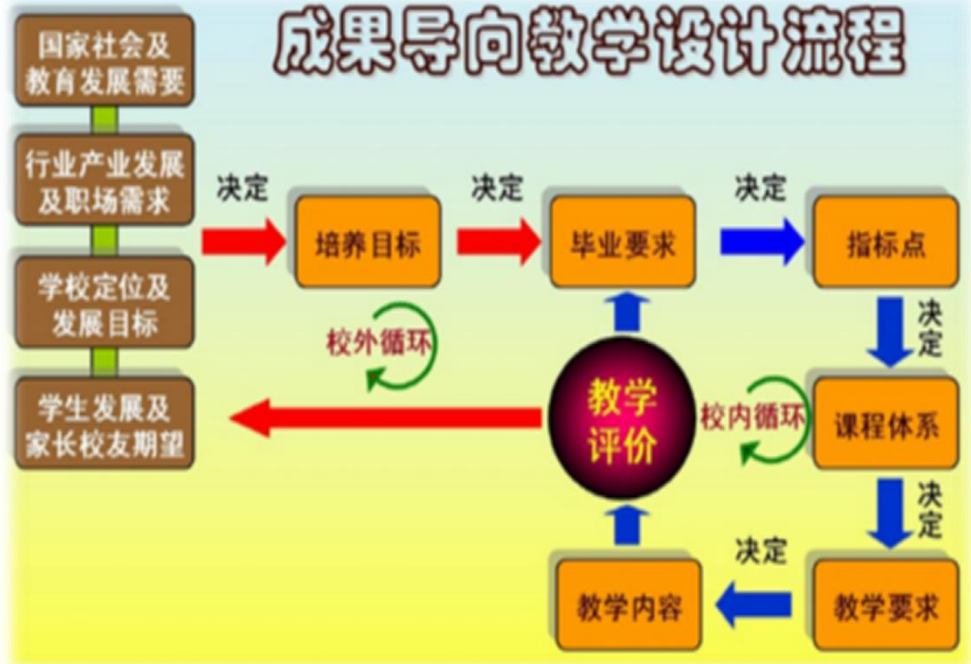 成果导向教学设计流程
国家社会及
教育发展需要
行业产业发展
及职场需求
学校定位及
发展目标
学生发展及
家长校友期望
决定
培养目标
决定
毕业要求
决定
指标点
决定
课程体系
决定
教学要求
决定
教学内容
教学
评价
校外循环
校内循环